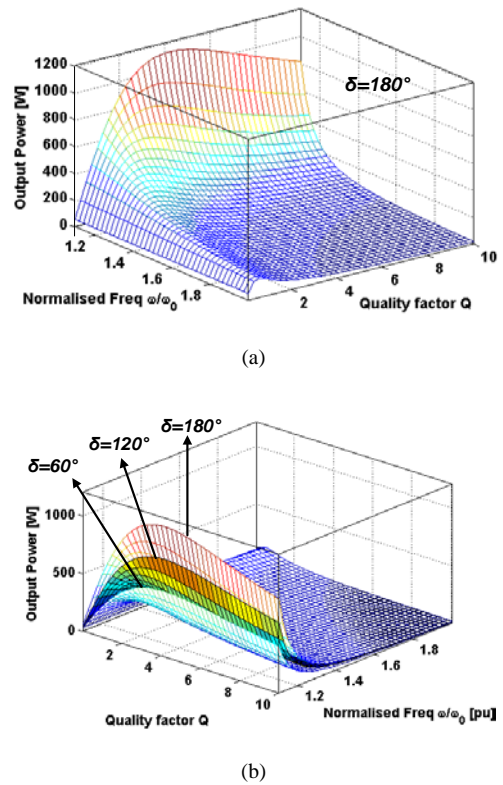 1200
1000
800
600
400
200
0
Output Power [W]
δ=180°
1.2
1.4
1.6
1.8
Normalised Freq ω/ω0
2
4
6
8
10
Quality factor Q
(a)
δ=180°
δ=120°
δ=60°
1000
500
0
Output Power [W]
2
4
6
8
10
Quality factor Q
1.2
1.4
1.6
1.8
Normalised Freq ω/ω0 [pu]
(b)